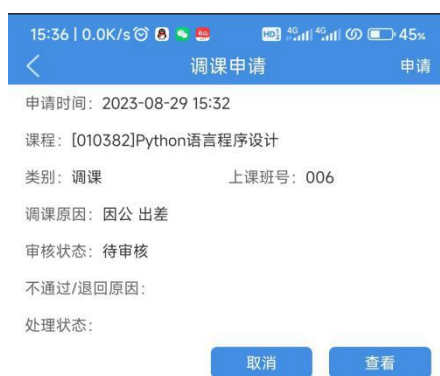 15:36 | 0.0K/s HD 4G 4G 45%
调课申请 申请
申请时间：2023-08-29 15:32
课程：[010382]Python语言程序设计
类别：调课 上课班号：006
调课原因：因公 出差
审核状态：待审核
不通过/退回原因：
处理状态：
取消 查看